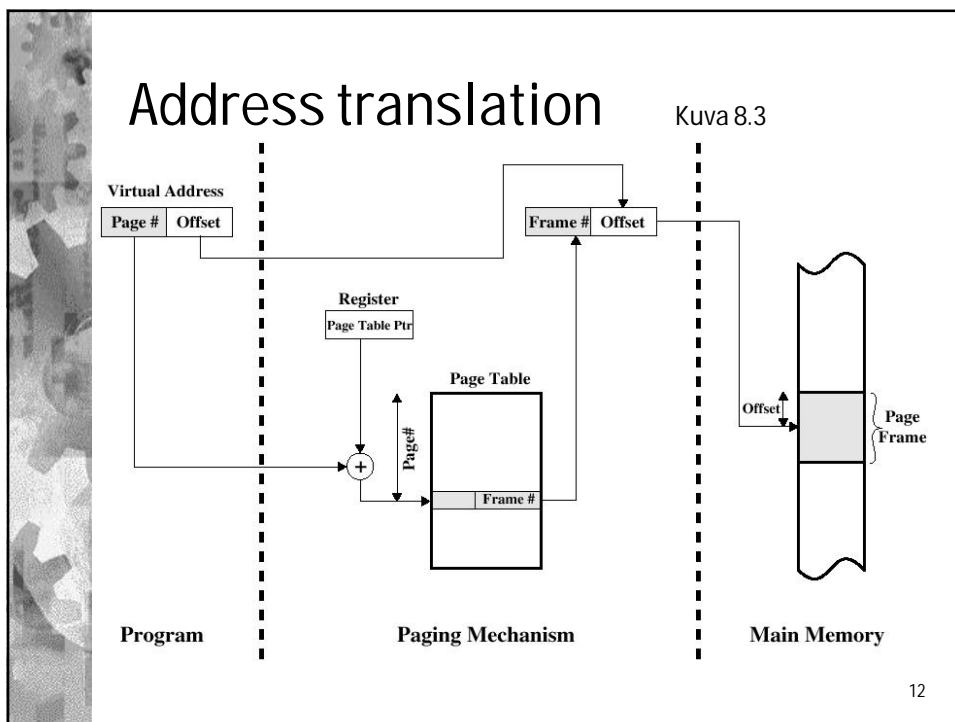 Address translation
Kuva 8.3
Virtual Address
Page # Offset
Frame # Offset
Register
Page Table Ptr
Page Table
Page#
+
Frame #
Offset
Page
Frame
Program
Paging Mechanism
Main Memory
12